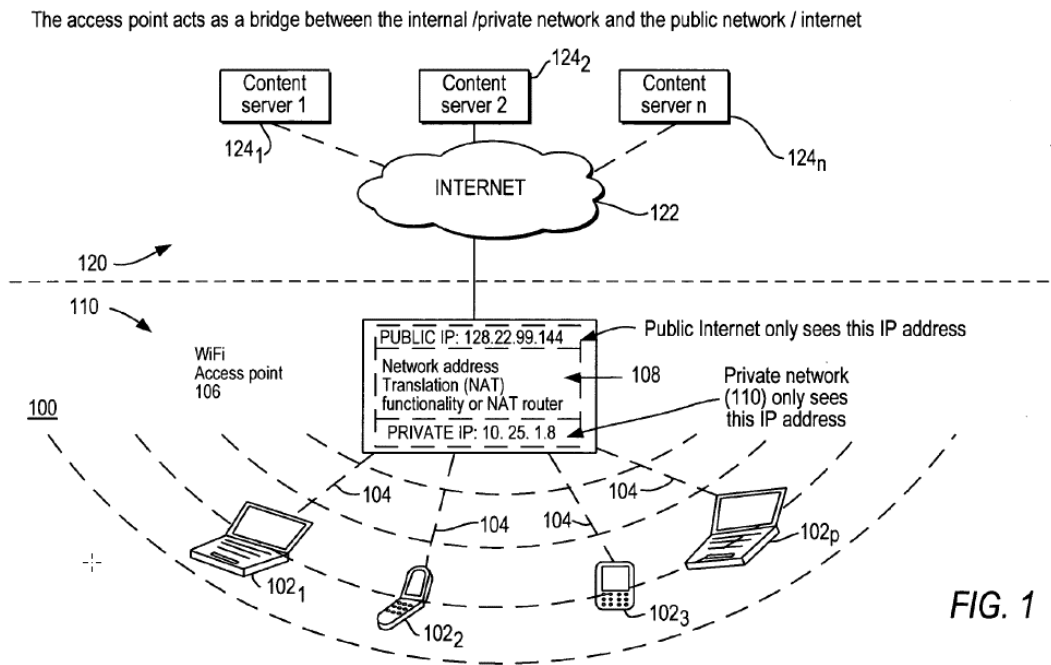 The access point acts as a bridge between the internal /private network and the public network / internet
Content
server 1
Content
server 2
Content
server n
124₁
124₂
124ₙ
INTERNET
122
120
110
PUBLIC IP: 128.22.99.144
Public Internet only sees this IP address
WiFi
Access point
106
Network address
Translation (NAT)
functionality or NAT router
108
Private network
(110) only sees
this IP address
PRIVATE IP: 10. 25. 1.8
100
104
104
104
104
102₁
102₂
102₃
102ₚ
FIG. 1